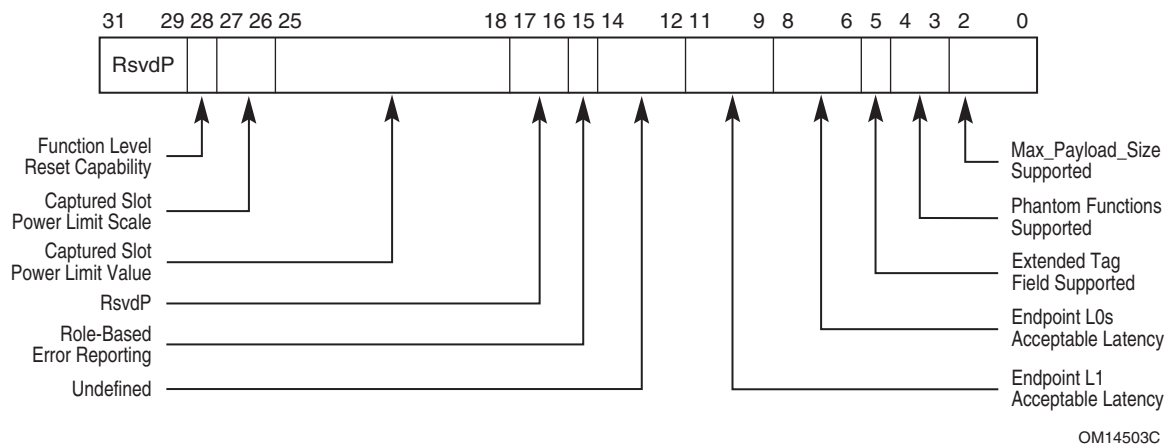 31 29 28 27 26 25 18 17 16 15 14 12 11 9 8 6 5 4 3 2 0
RsvdP
Function Level
Reset Capability
Captured Slot
Power Limit Scale
Captured Slot
Power Limit Value
RsvdP
Role-Based
Error Reporting
Undefined
Max_Payload_Size
Supported
Phantom Functions
Supported
Extended Tag
Field Supported
Endpoint L0s
Acceptable Latency
Endpoint L1
Acceptable Latency
OM14503C